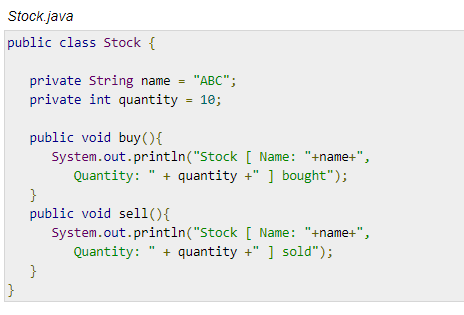 Stock.java
public class Stock {
private String name = "ABC";
private int quantity = 10;
public void buy(){
System.out.println("Stock [ Name: "+name+",
Quantity: " + quantity +" ] bought");
}
public void sell(){
System.out.println("Stock [ Name: "+name+",
Quantity: " + quantity +" ] sold");
}
}